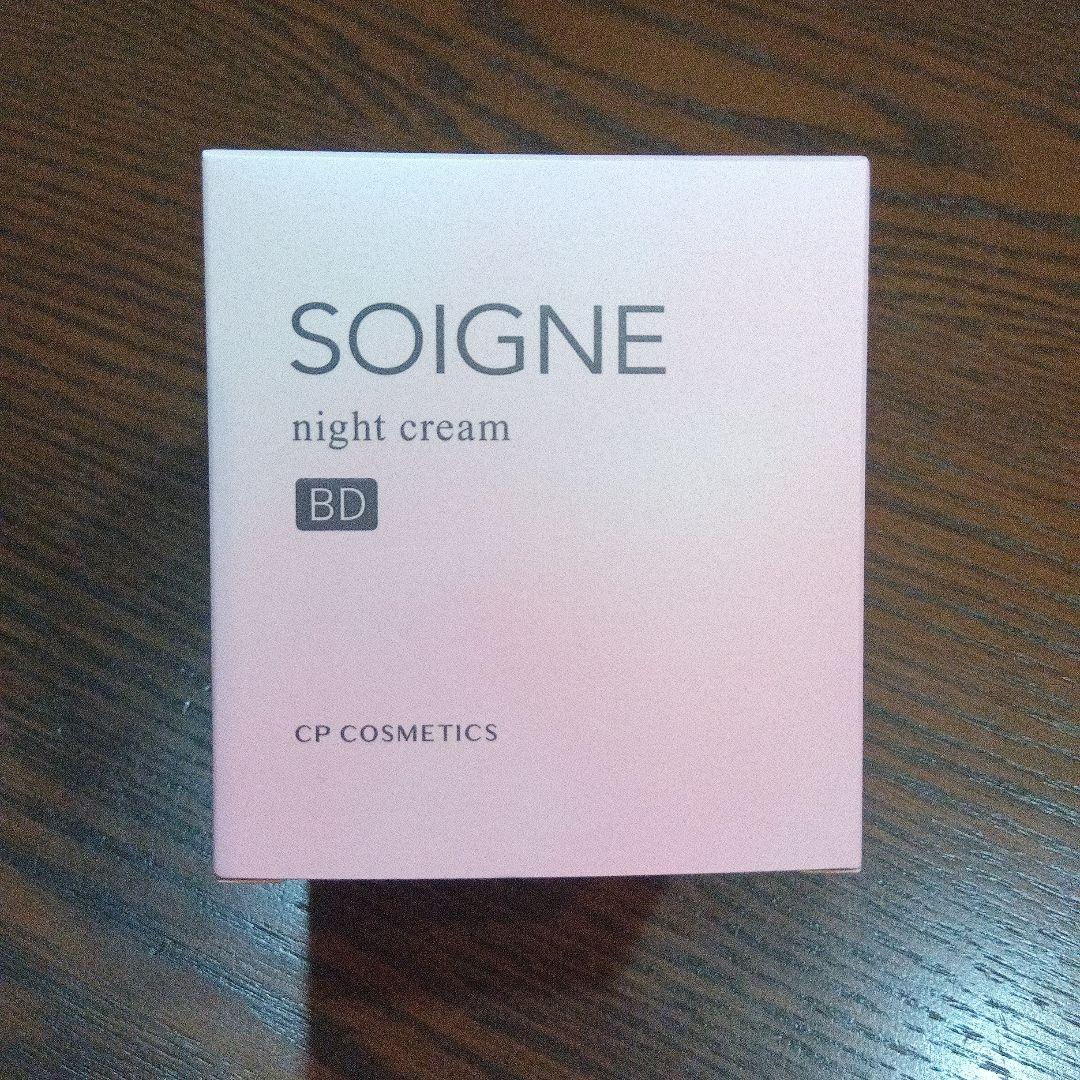 SOIGNE
night cream
BD
CP COSMETICS